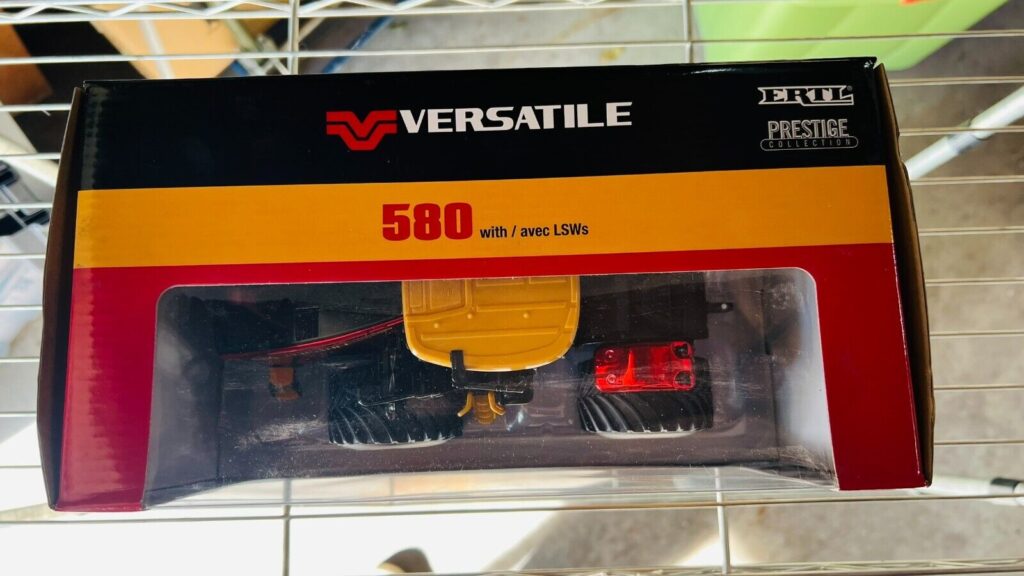 VERSATILE
ERTL
PRESTIGE
COLLECTION
580 with / avec LSWs